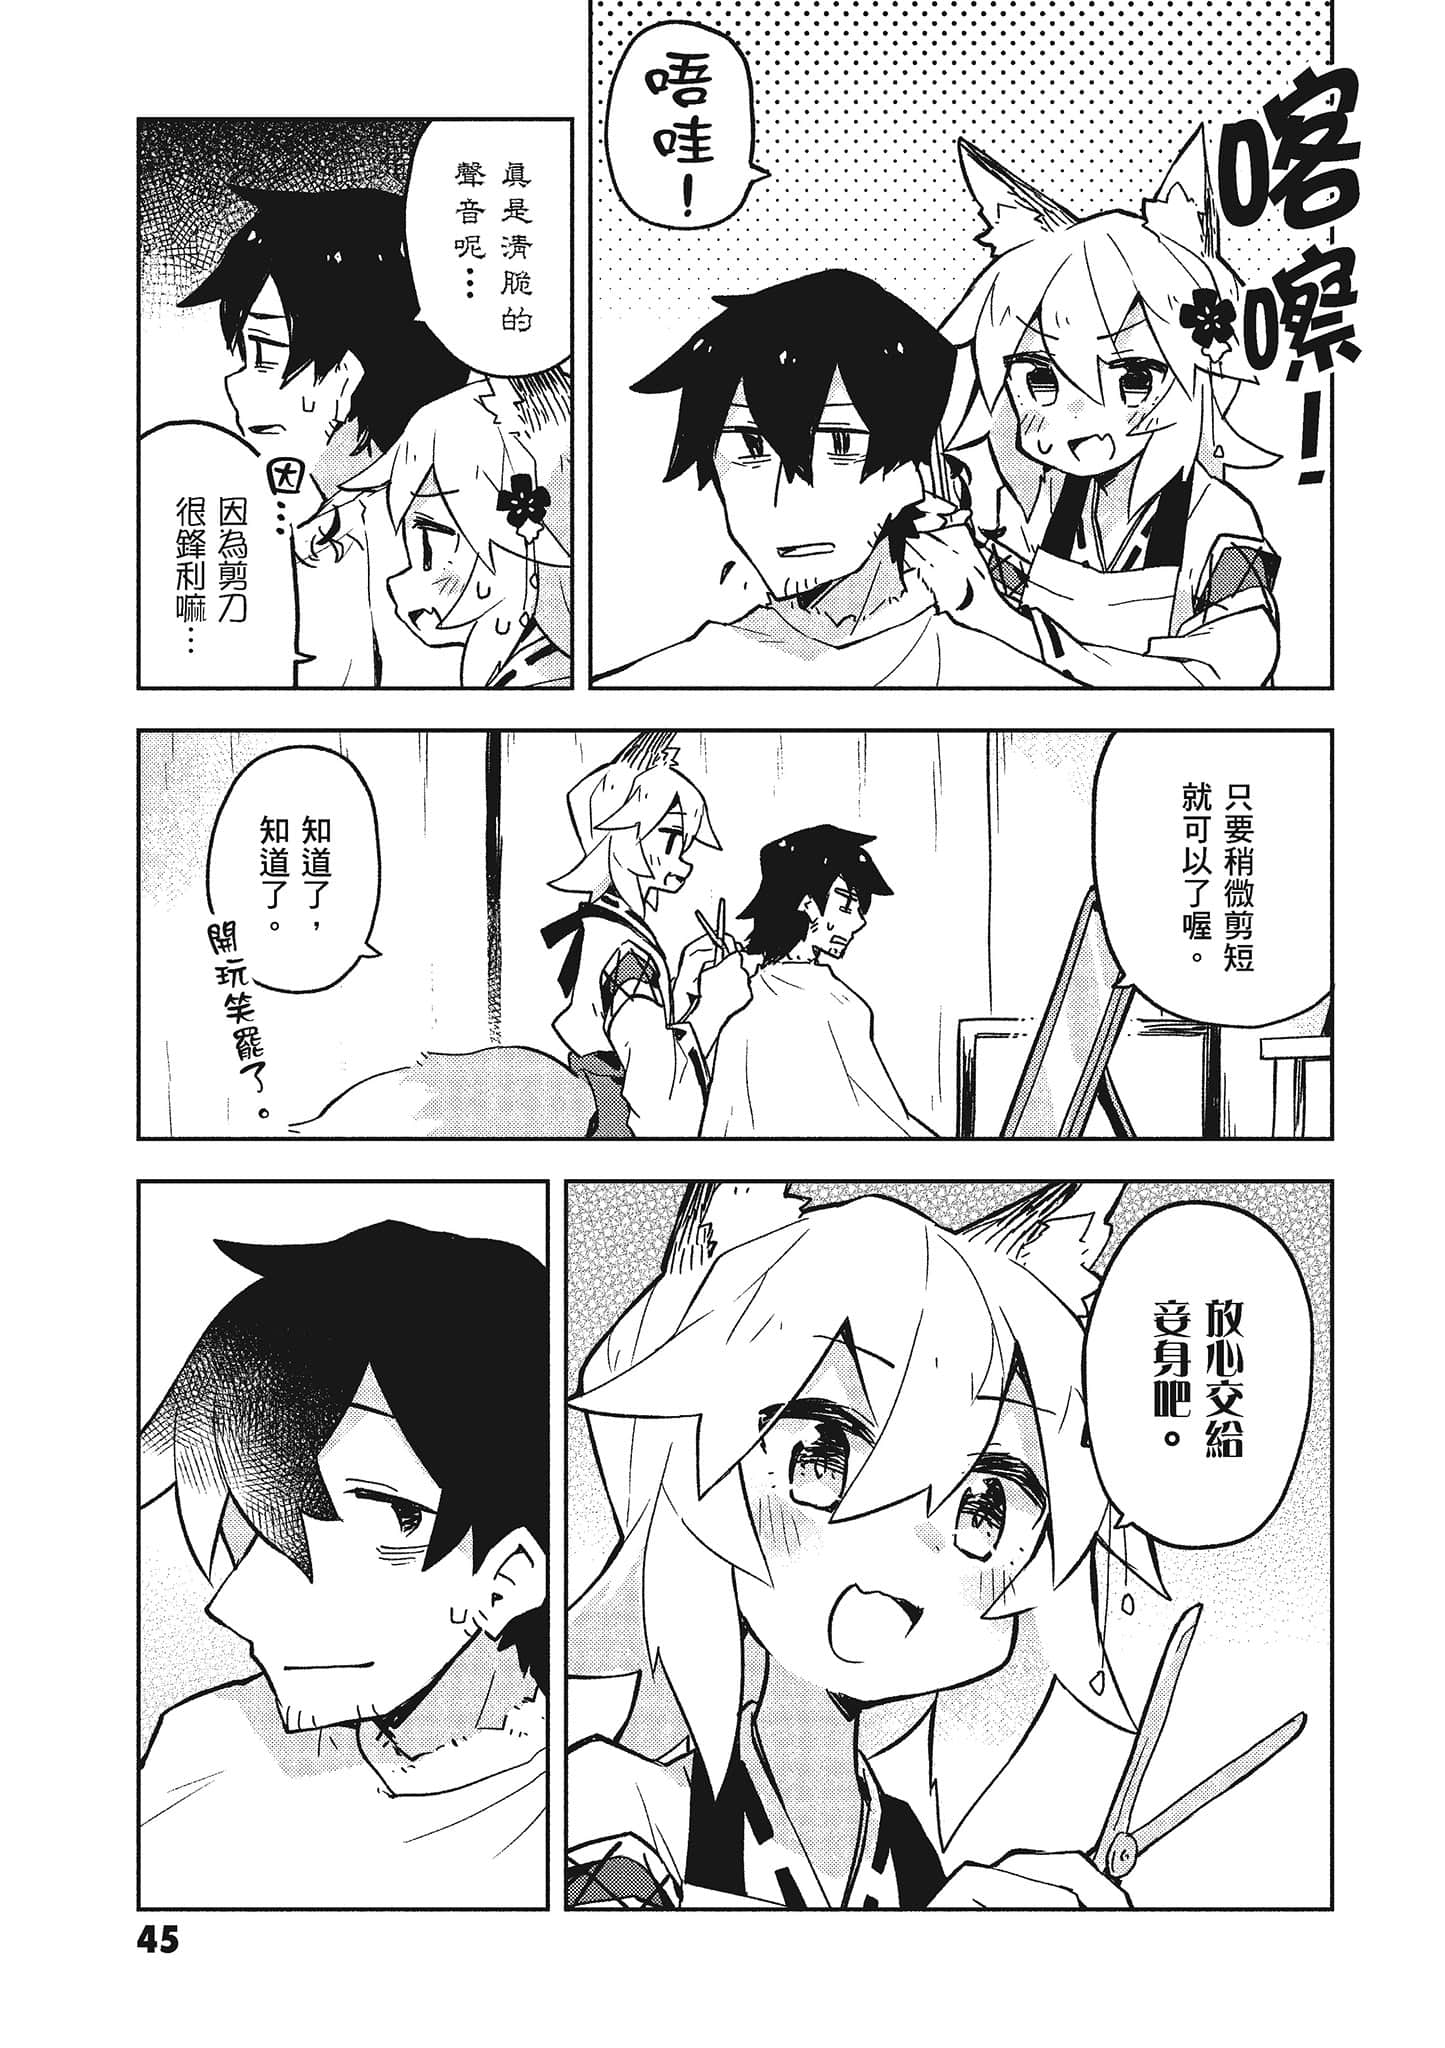 喀嚓！
唔哇！
真是清脆的
聲音呢…
因…
因為剪刀
很鋒利嘛…
只要稍微剪短
就可以了喔。
知道了，
知道了。
開玩笑罷了。
放心交給
妾身吧。
45